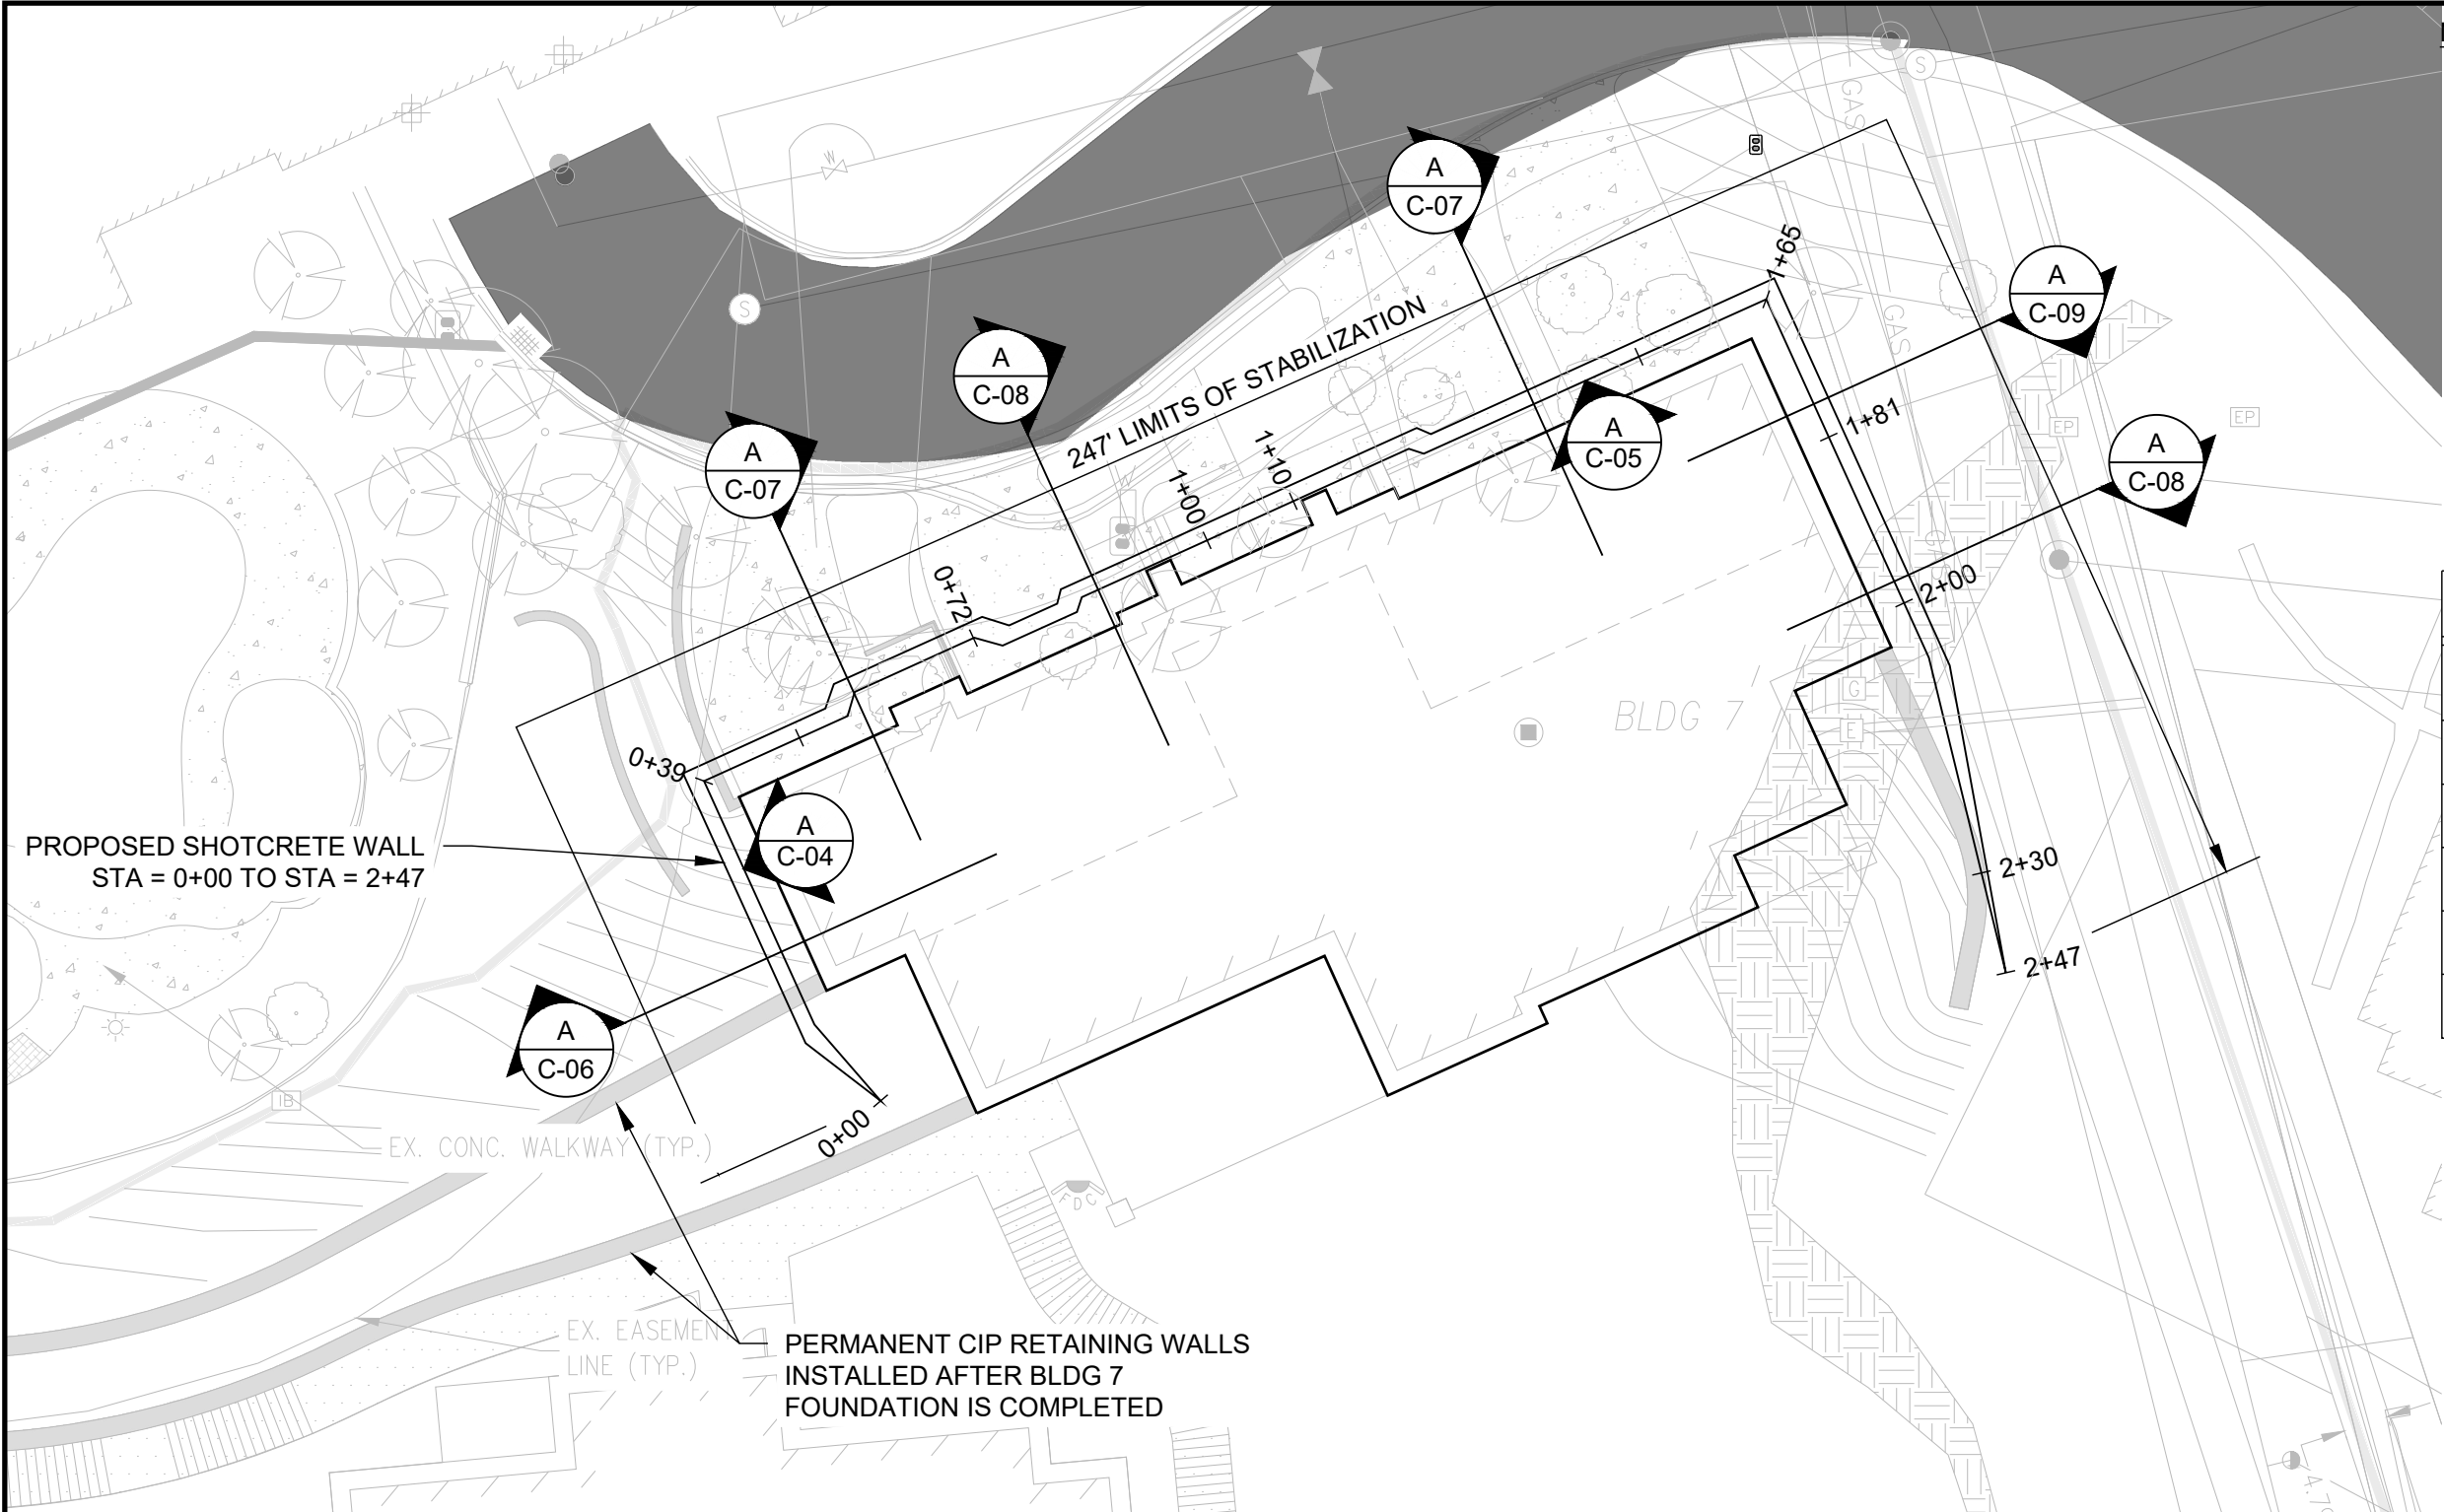 GAS
S
W
A
C-07
1+65
A
C-09
S
GAS
A
C-08
247' LIMITS OF STABILIZATION
1+81
EP
EP
A
C-07
A
C-05
1+10
1+00
A
C-08
W
0+72
2+00
G
BLDG 7
E
0+39
A
C-04
PROPOSED SHOTCRETE WALL
STA = 0+00 TO STA = 2+47
2+30
2+47
A
C-06
IB
0+00
EX. CONC. WALKWAY (TYP.)
FDC
EX. EASEMENT
LINE (TYP.)
PERMANENT CIP RETAINING WALLS
INSTALLED AFTER BLDG 7
FOUNDATION IS COMPLETED